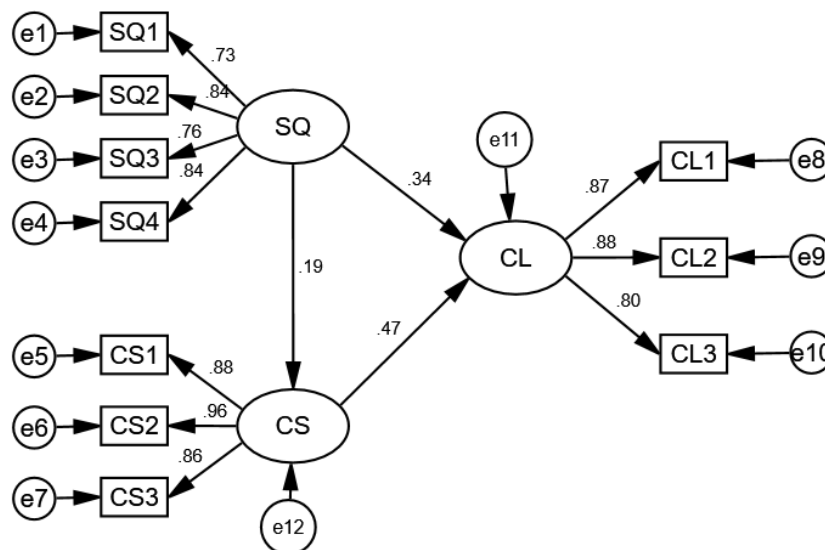 e1
SQ1
.73
e2
SQ2
.84
e3
SQ3
.76
e4
SQ4
.84
SQ
e11
.34
.87
CL1
e8
CL
.88
CL2
e9
.80
CL3
e10
.19
.47
e5
CS1
.88
e6
CS2
.96
CS
e7
CS3
.86
e12